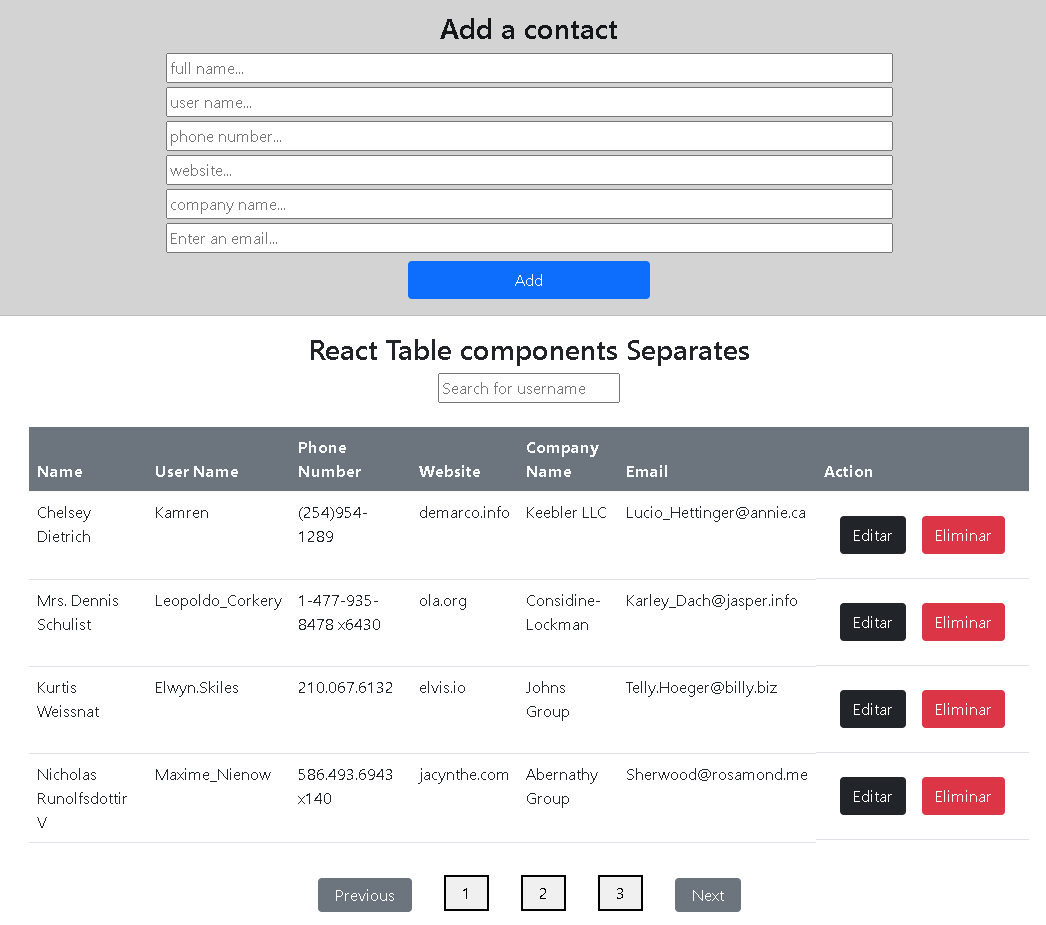 Add a contact
full name...
user name...
phone number...
website...
company name...
Enter an email...
Add
React Table components Separates
Search for username
Name User Name Phone Number Website Company Name Email Action
Chelsey Dietrich Kamren (254)954-1289 demarco.info Keebler LLC Lucio_Hettinger@annie.ca Editar Eliminar
Mrs. Dennis Schulist Leopoldo_Corkery 1-477-935-8478 x6430 ola.org Considine-Lockman Karley_Dach@jasper.info Editar Eliminar
Kurtis Weissnat Elwyn.Skiles 210.067.6132 elvis.io Johns Group Telly.Hoeger@billy.biz Editar Eliminar
Nicholas Runolfsdottir V Maxime_Nienow 586.493.6943 x140 jacynthe.com Abernathy Group Sherwood@rosamond.me Editar Eliminar
Previous 1 2 3 Next